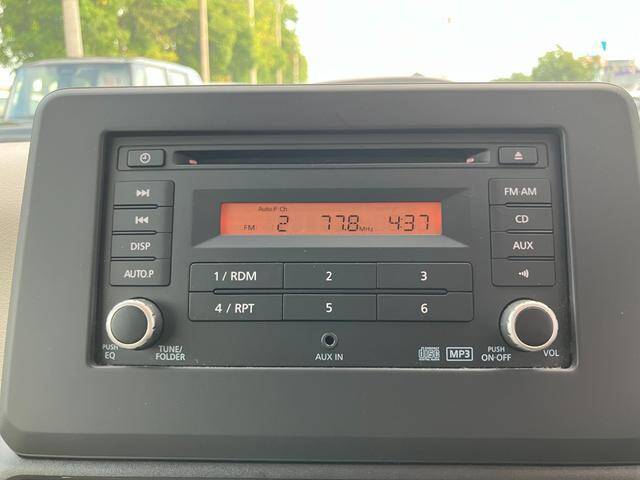 Auto.P Ch
FM 2 77.8 MHz 4:37
DISP
AUTO.P
FM·AM
CD
AUX
1 / RDM 2 3
4 / RPT 5 6
PUSH
EQ
TUNE/
FOLDER
AUX IN
MP3
PUSH
ON·OFF
VOL